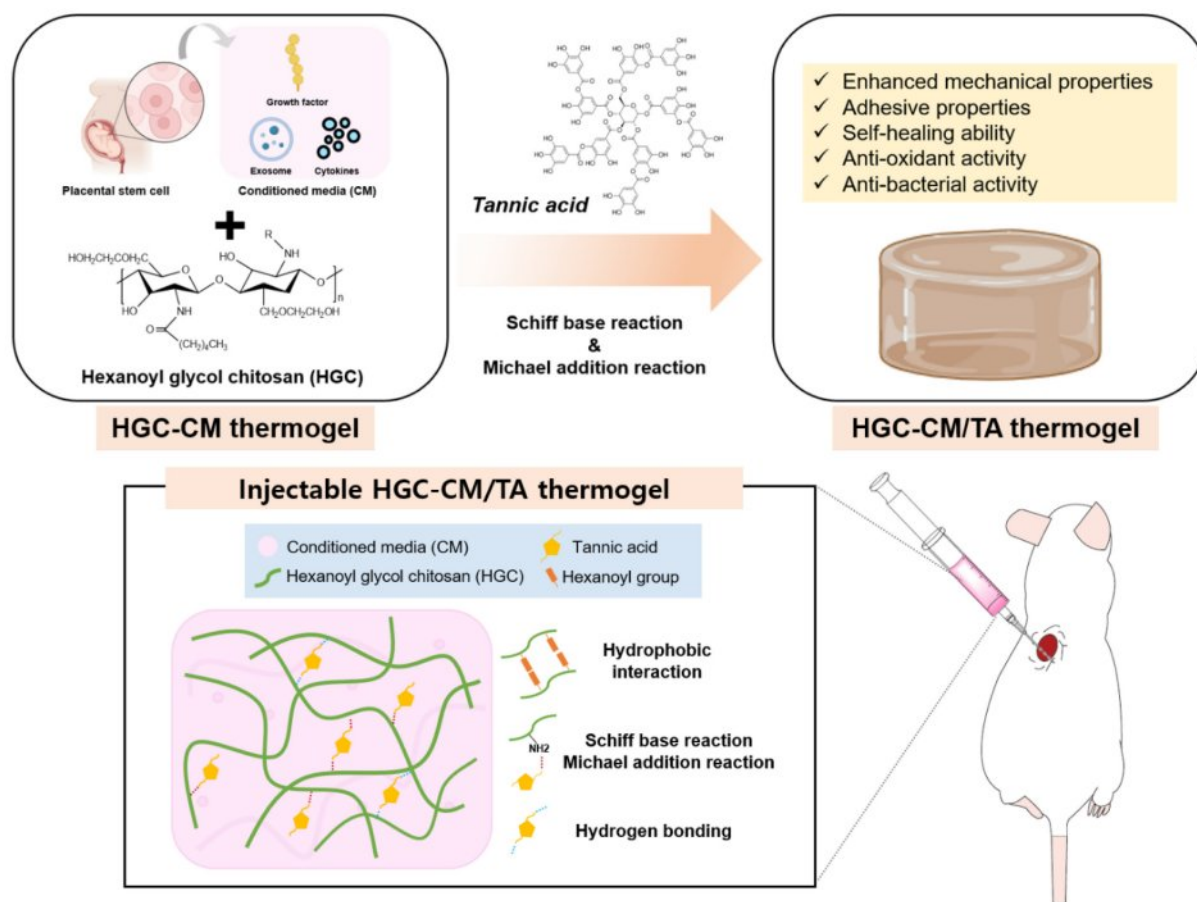 Growth factor
Exosome
Cytokines
Placental stem cell
Conditioned media (CM)
+
R
HOH₂CH₂COH₂C
HO
NH
O
O
O
O
n
HO
NH
CH₂OCH₂CH₂OH
O
(CH₂)₄CH₃
Hexanoyl glycol chitosan (HGC)
HGC-CM thermogel
Tannic acid
Schiff base reaction
&
Michael addition reaction
✓ Enhanced mechanical properties
✓ Adhesive properties
✓ Self-healing ability
✓ Anti-oxidant activity
✓ Anti-bacterial activity
HGC-CM/TA thermogel
Injectable HGC-CM/TA thermogel
Conditioned media (CM)
Tannic acid
Hexanoyl glycol chitosan (HGC)
Hexanoyl group
Hydrophobic
interaction
NH2
Schiff base reaction
Michael addition reaction
Hydrogen bonding